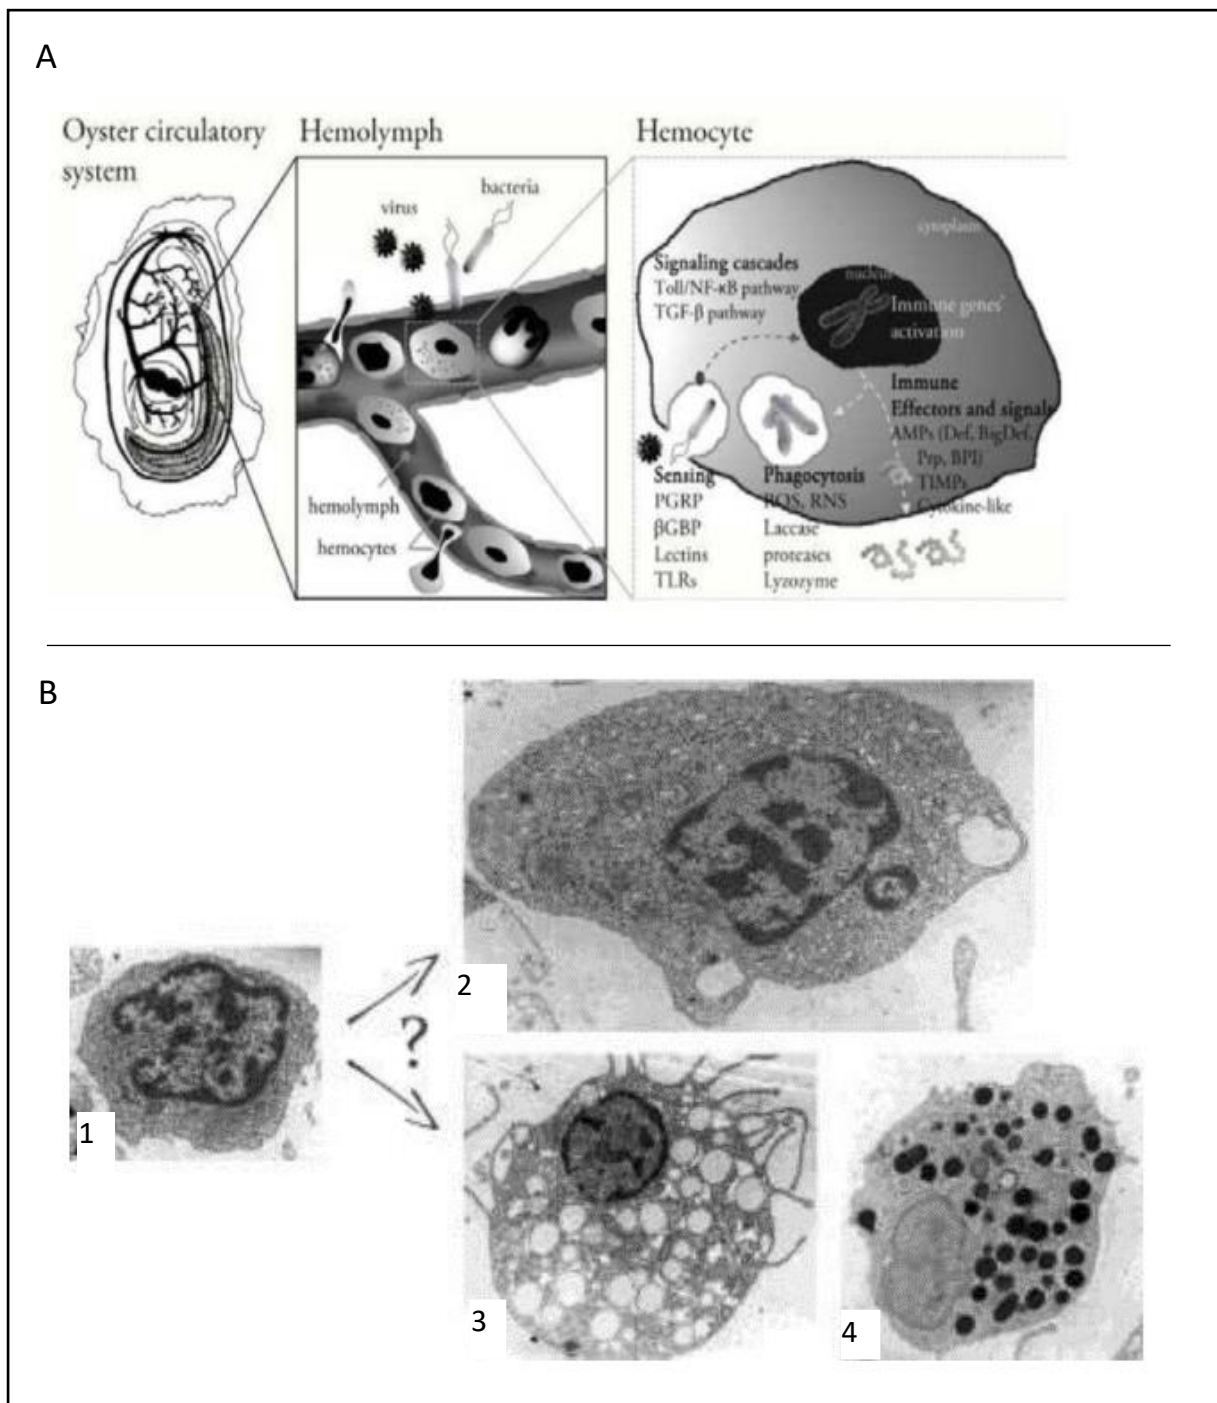 A
Oyster circulatory
system
Hemolymph
virus
bacteria
hemolymph
hemocytes
Hemocyte
cytoplasm
Signaling cascades
Toll/NF-κB pathway
TGF-β pathway
nucleus
Immune genes'
activation
Immune
Effectors and signals
AMPs (Def, BigDef,
Prp, BPI)
TIMPs
Cytokine-like
Sensing
PGRP
βGBP
Lectins
TLRs
Phagocytosis
ROS, RNS
Laccase
proteases
Lyzozyme
B
1
?
2
3
4